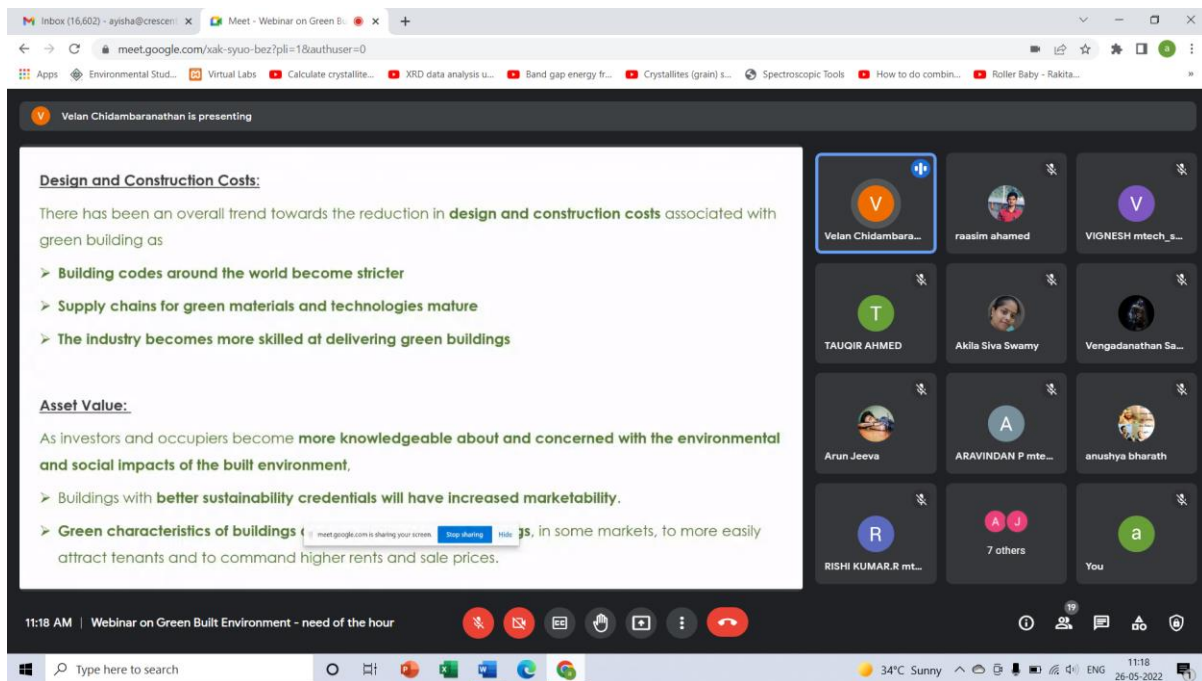 Inbox (16,602) - ayisha@crescent
Meet - Webinar on Green Bu
meet.google.com/xak-syuo-bez?pli=1&authuser=0
Apps Environmental Stud... Virtual Labs Calculate crystallite... XRD data analysis u... Band gap energy fr... Crystallites (grain) s... Spectroscopic Tools How to do combin... Roller Baby - Rakita...
V Velan Chidambaranathan is presenting
Design and Construction Costs:
There has been an overall trend towards the reduction in design and construction costs associated with
green building as
➢ Building codes around the world become stricter
➢ Supply chains for green materials and technologies mature
➢ The industry becomes more skilled at delivering green buildings
Asset Value:
As investors and occupiers become more knowledgeable about and concerned with the environmental
and social impacts of the built environment,
➢ Buildings with better sustainability credentials will have increased marketability.
➢ Green characteristics of buildings gs, in some markets, to more easily
meet.google.com is sharing your screen. Stop sharing Hide
attract tenants and to command higher rents and sale prices.
V
Velan Chidambara...
raasim ahamed
V
VIGNESH mtech_s...
T
TAUQIR AHMED
Akila Siva Swamy
Vengadanathan Sa...
Arun Jeeva
A
ARAVINDAN P mte...
anushya bharath
R
RISHI KUMAR.R mt...
A J
7 others
a
You
11:18 AM | Webinar on Green Built Environment - need of the hour
19
Type here to search
34°C Sunny
ENG
11:18
26-05-2022